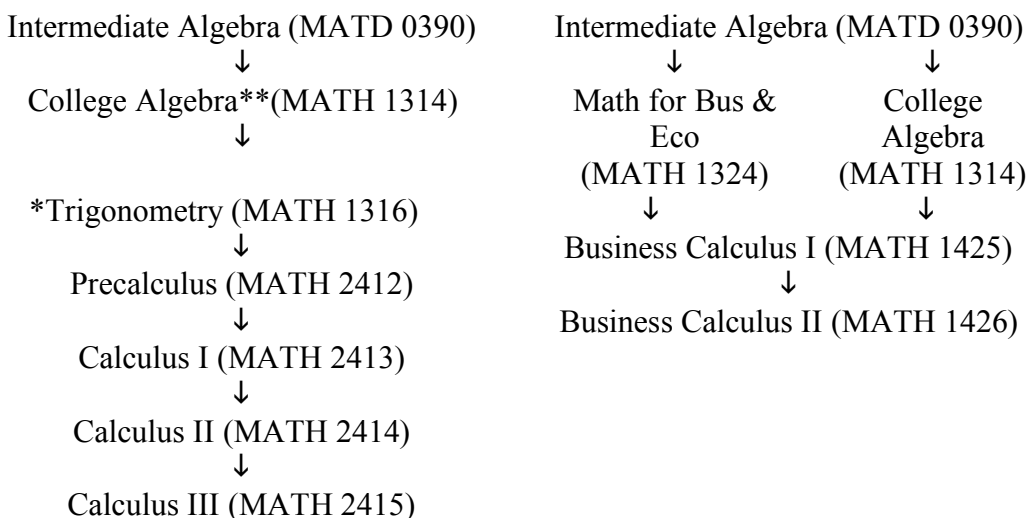 Intermediate Algebra (MATD 0390)
↓
College Algebra**(MATH 1314)
↓
*Trigonometry (MATH 1316)
↓
Precalculus (MATH 2412)
↓
Calculus I (MATH 2413)
↓
Calculus II (MATH 2414)
↓
Calculus III (MATH 2415)
Intermediate Algebra (MATD 0390)
↓ ↓
Math for Bus &
Eco
(MATH 1324)
College
Algebra
(MATH 1314)
↓ ↓
Business Calculus I (MATH 1425)
↓
Business Calculus II (MATH 1426)